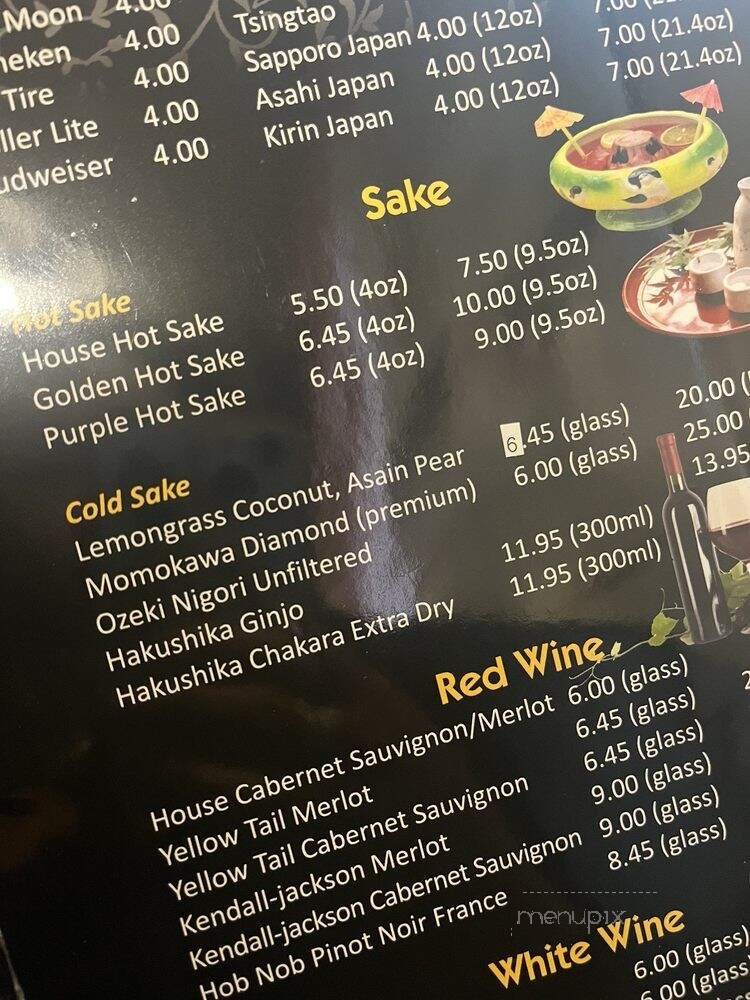 Moon 4.00
neken 4.00
Tire 4.00
ller Lite 4.00
udweiser 4.00
Tsingtao
Sapporo Japan 4.00 (12oz) 7.00
Asahi Japan 4.00 (12oz) 7.00 (21.4oz)
Kirin Japan 4.00 (12oz) 7.00 (21.4oz)
Sake
Hot Sake
House Hot Sake 5.50 (4oz) 7.50 (9.5oz)
Golden Hot Sake 6.45 (4oz) 10.00 (9.5oz)
Purple Hot Sake 6.45 (4oz) 9.00 (9.5oz)
Cold Sake
Lemongrass Coconut, Asain Pear 6.45 (glass) 20.00
Momokawa Diamond (premium) 6.00 (glass) 25.00
Ozeki Nigori Unfiltered 13.95
Hakushika Ginjo 11.95 (300ml)
Hakushika Chakara Extra Dry 11.95 (300ml)
Red Wine
House Cabernet Sauvignon/Merlot 6.00 (glass)
Yellow Tail Merlot 6.45 (glass)
Yellow Tail Cabernet Sauvignon 6.45 (glass)
Kendall-jackson Merlot 9.00 (glass)
Kendall-jackson Cabernet Sauvignon 9.00 (glass)
Hob Nob Pinot Noir France 8.45 (glass)
menupix
White Wine
6.00 (glass)
6.00 (glass)